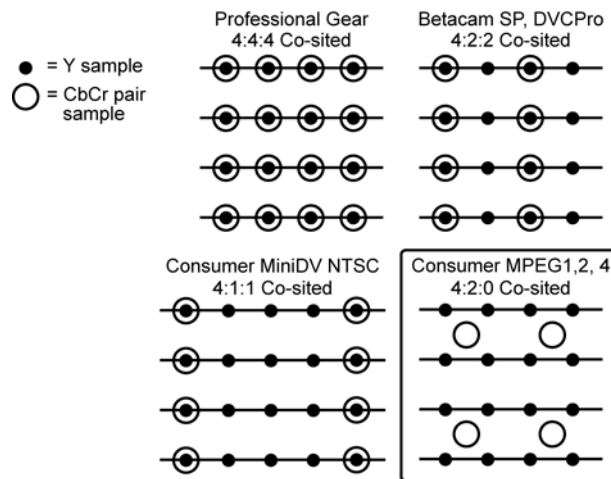 Professional Gear
4:4:4 Co-sited
Betacam SP, DVCPro
4:2:2 Co-sited
= Y sample
= CbCr pair
sample
Consumer MiniDV NTSC
4:1:1 Co-sited
Consumer MPEG1,2, 4
4:2:0 Co-sited